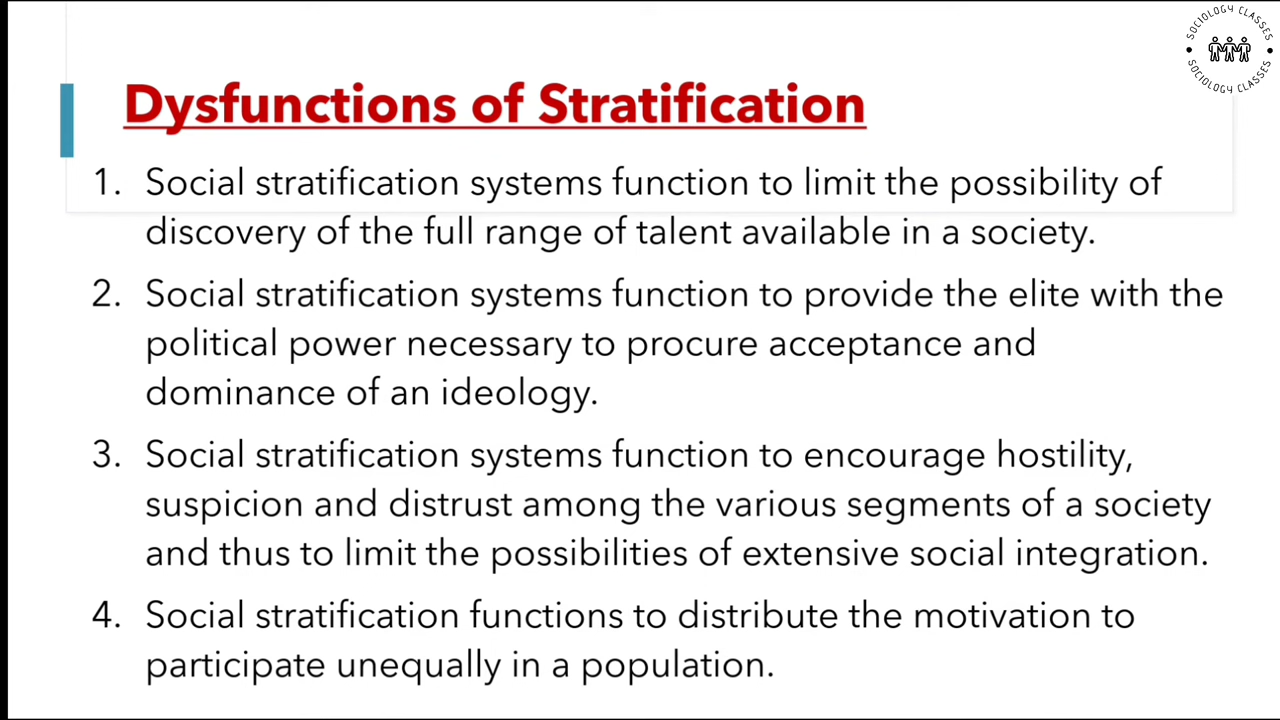 SOCIOLOGY CLASSES
SOCIOLOGY CLASSES
Dysfunctions of Stratification
1. Social stratification systems function to limit the possibility of
discovery of the full range of talent available in a society.
2. Social stratification systems function to provide the elite with the
political power necessary to procure acceptance and
dominance of an ideology.
3. Social stratification systems function to encourage hostility,
suspicion and distrust among the various segments of a society
and thus to limit the possibilities of extensive social integration.
4. Social stratification functions to distribute the motivation to
participate unequally in a population.